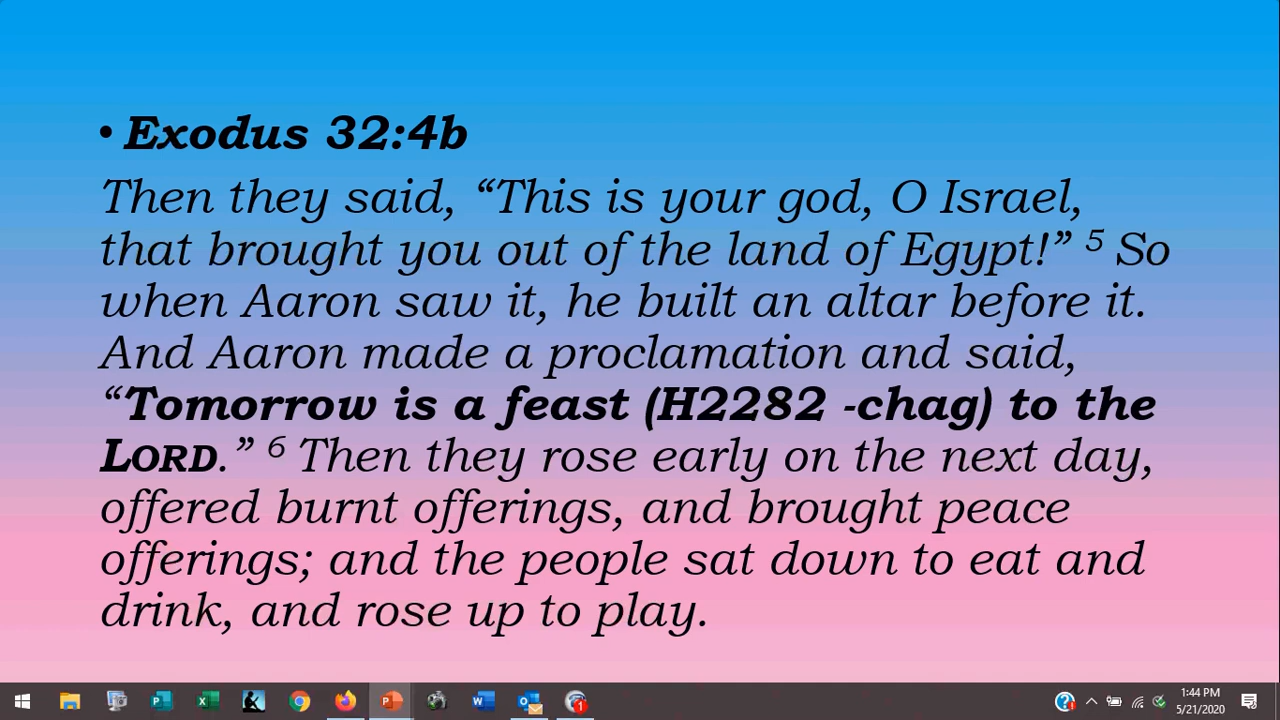 • Exodus 32:4b
Then they said, “This is your god, O Israel,
that brought you out of the land of Egypt!” 5 So
when Aaron saw it, he built an altar before it.
And Aaron made a proclamation and said,
“Tomorrow is a feast (H2282 -chag) to the
LORD.” 6 Then they rose early on the next day,
offered burnt offerings, and brought peace
offerings; and the people sat down to eat and
drink, and rose up to play.
1:44 PM
5/21/2020